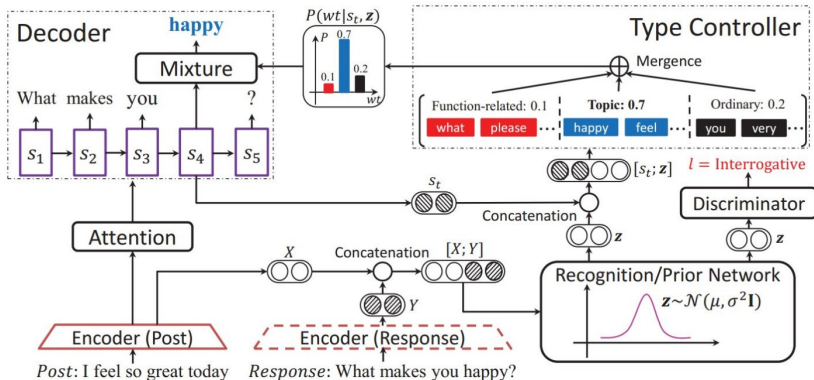 Decoder
happy
Mixture
What makes you ?
s₁ s₂ s₃ s₄ s₅
P(wt|s_t, z)
P
0.7
0.1
0.2
wt
Type Controller
Mergence
Function-related: 0.1
Topic: 0.7
Ordinary: 0.2
what please ...
happy feel ...
you very ...
[s_t; z]
l = Interrogative
s_t
Concatenation
Discriminator
z
z
Attention
X
Concatenation
[X; Y]
Y
Recognition/Prior Network
z~𝒩(μ, σ²I)
Encoder (Post)
Encoder (Response)
Post: I feel so great today
Response: What makes you happy?